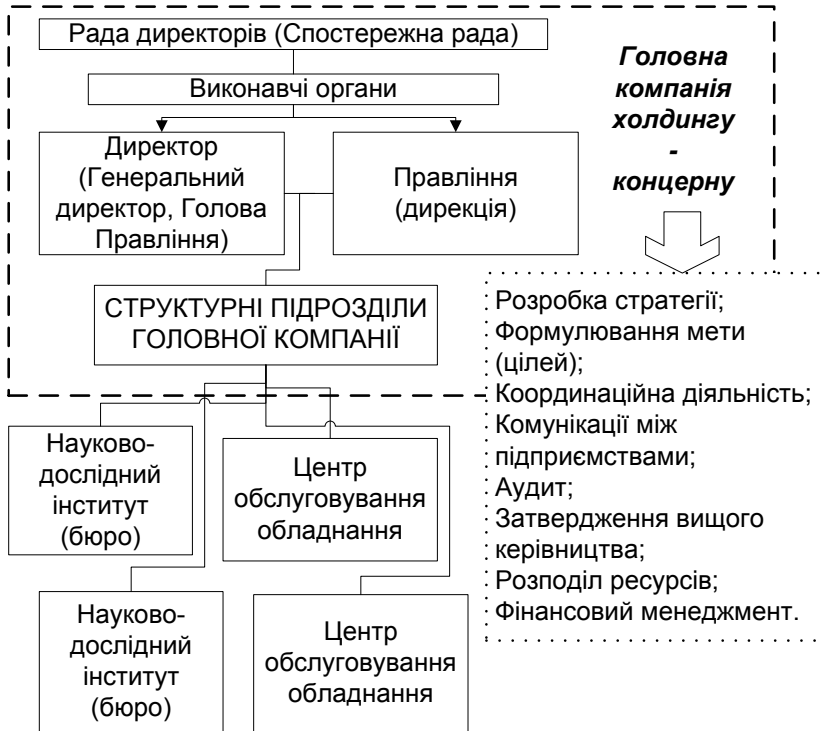 Рада директорів (Спостережна рада)
Виконавчі органи
Директор
(Генеральний
директор, Голова
Правління)
Правління
(дирекція)
Головна
компанія
холдингу
-
концерну
СТРУКТУРНІ ПІДРОЗДІЛИ
ГОЛОВНОЇ КОМПАНІЇ
Розробка стратегії;
Формулювання мети
(цілей);
Координаційна діяльність;
Комунікації між
підприємствами;
Аудит;
Затвердження вищого
керівництва;
Розподіл ресурсів;
Фінансовий менеджмент.
Науково-
дослідний
інститут
(бюро)
Центр
обслуговування
обладнання
Науково-
дослідний
інститут
(бюро)
Центр
обслуговування
обладнання